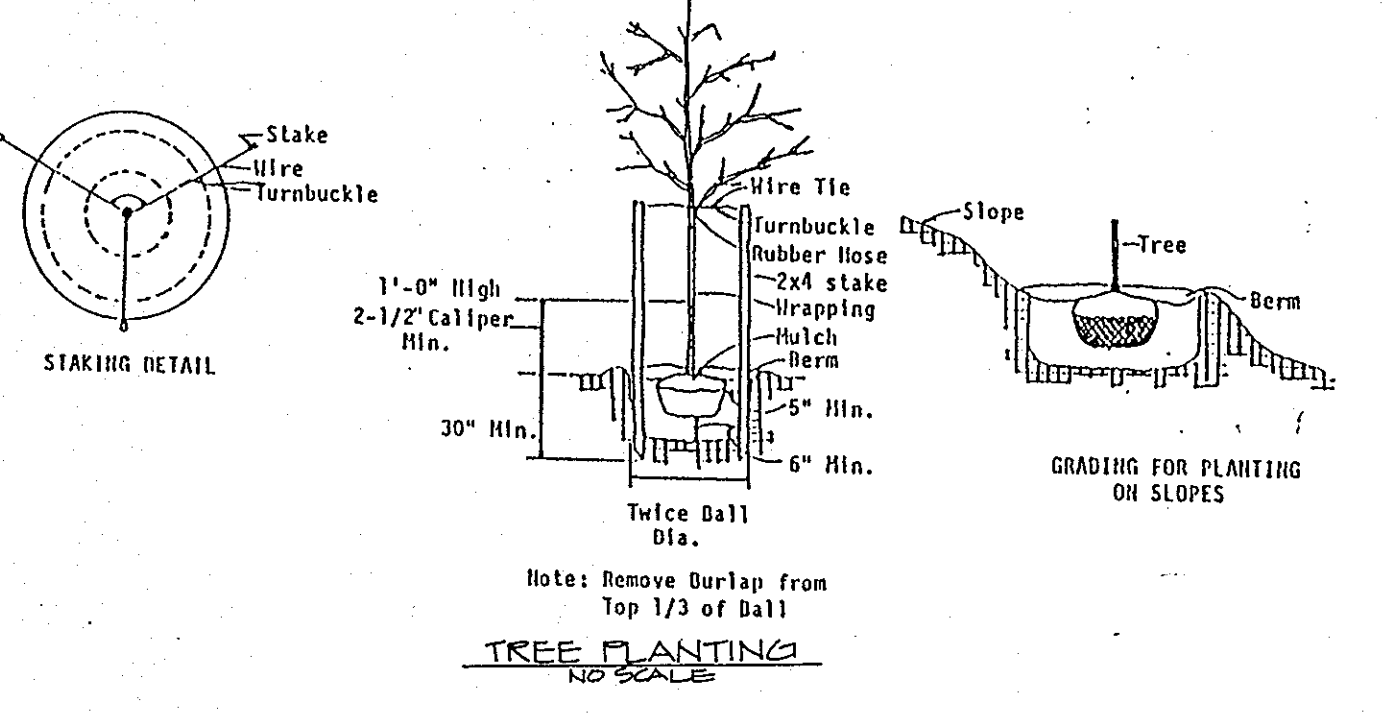 Stake
Wire
Turnbuckle
STAKING DETAIL
1'-0" High
2-1/2" Caliper
Min.
30" Min.
Wire Tie
Turnbuckle
Rubber Hose
2x4 stake
Wrapping
Mulch
Berm
5" Min.
6" Min.
Twice Ball
Dia.
Note: Remove Burlap from
Top 1/3 of Ball
TREE PLANTING
NO SCALE
Slope
Tree
Berm
GRADING FOR PLANTING
ON SLOPES